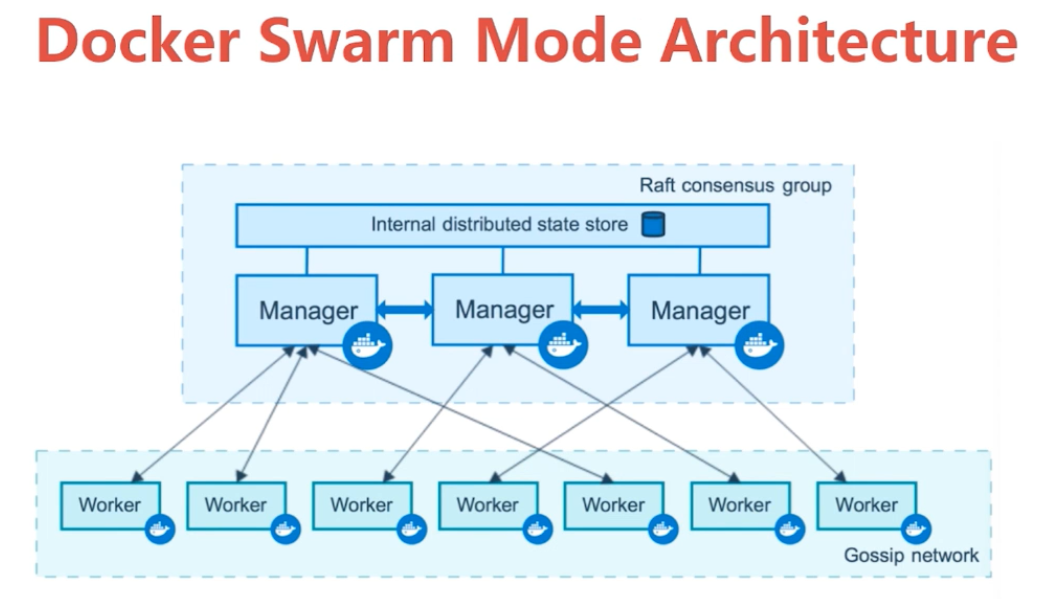 Docker Swarm Mode Architecture
Raft consensus group
Internal distributed state store
Manager
Manager
Manager
Worker
Worker
Worker
Worker
Worker
Worker
Worker
Gossip network